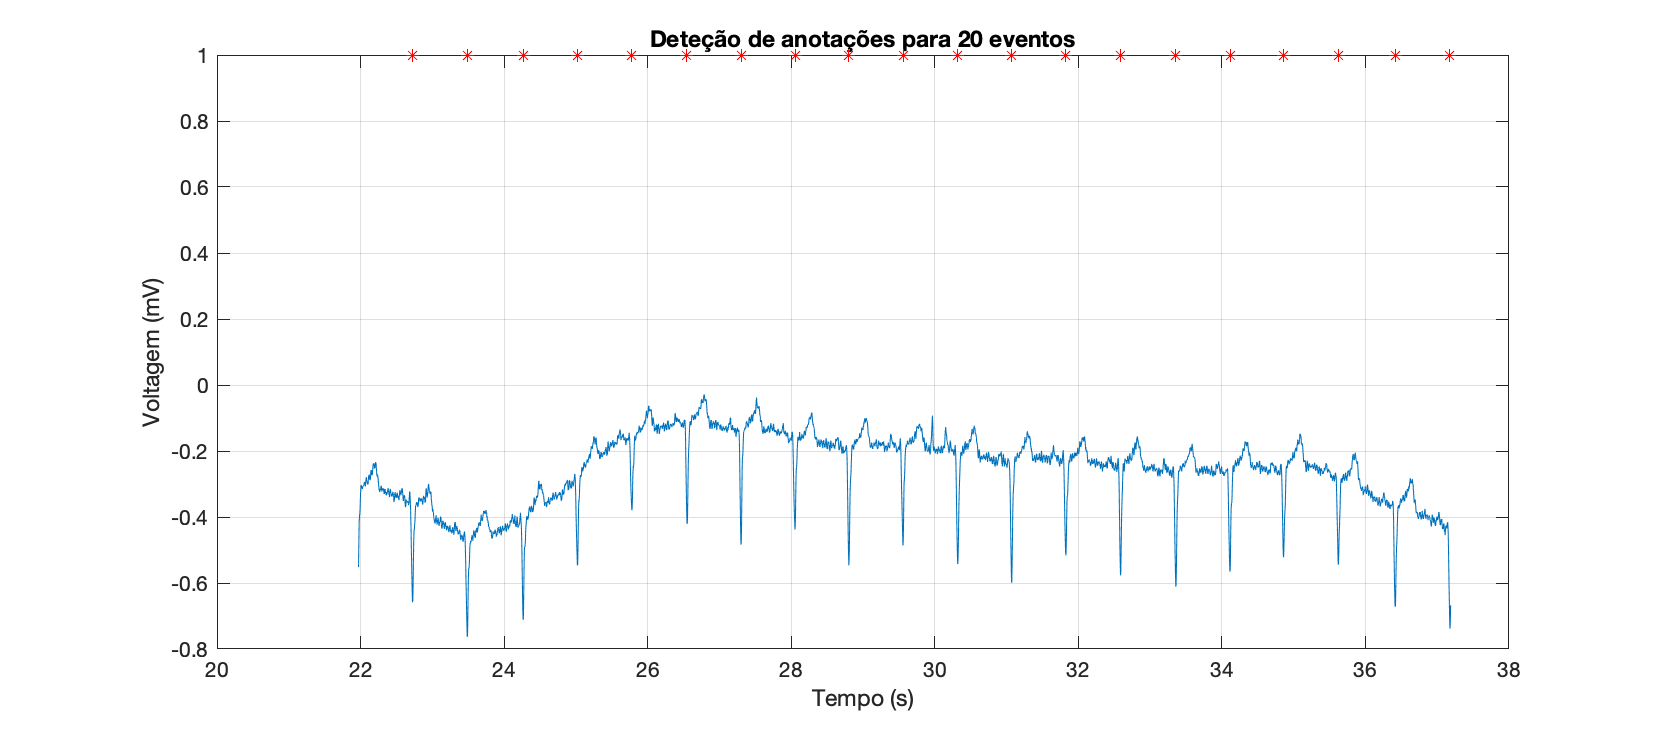 Deteção de anotações para 20 eventos
1
0.8
0.6
0.4
0.2
0
-0.2
-0.4
-0.6
-0.8
Voltagem (mV)
20 22 24 26 28 30 32 34 36 38
Tempo (s)